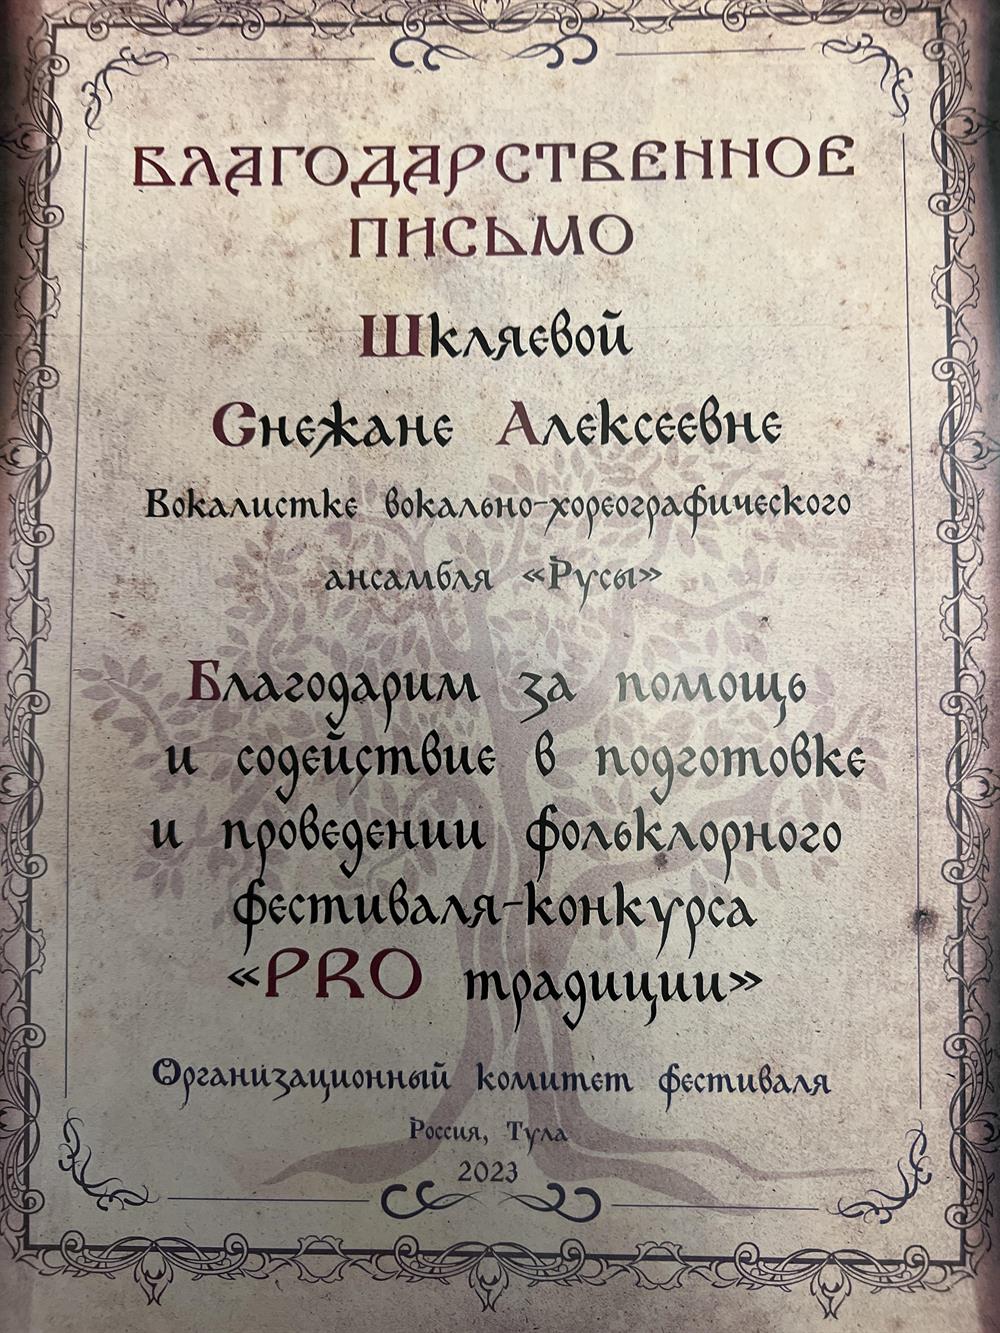 БЛАГОДАРСТВЕННОЕ
ПИСЬМО
Шкляевой
Снежане Алексеевне
Вокалистке вокально-хореографического
ансамбля «Русы»
Благодарим за помощь
и содействие в подготовке
и проведении фольклорного
фестиваля-конкурса
«PRO традиции»
Организационный комитет фестиваля
Россия, Тула
2023